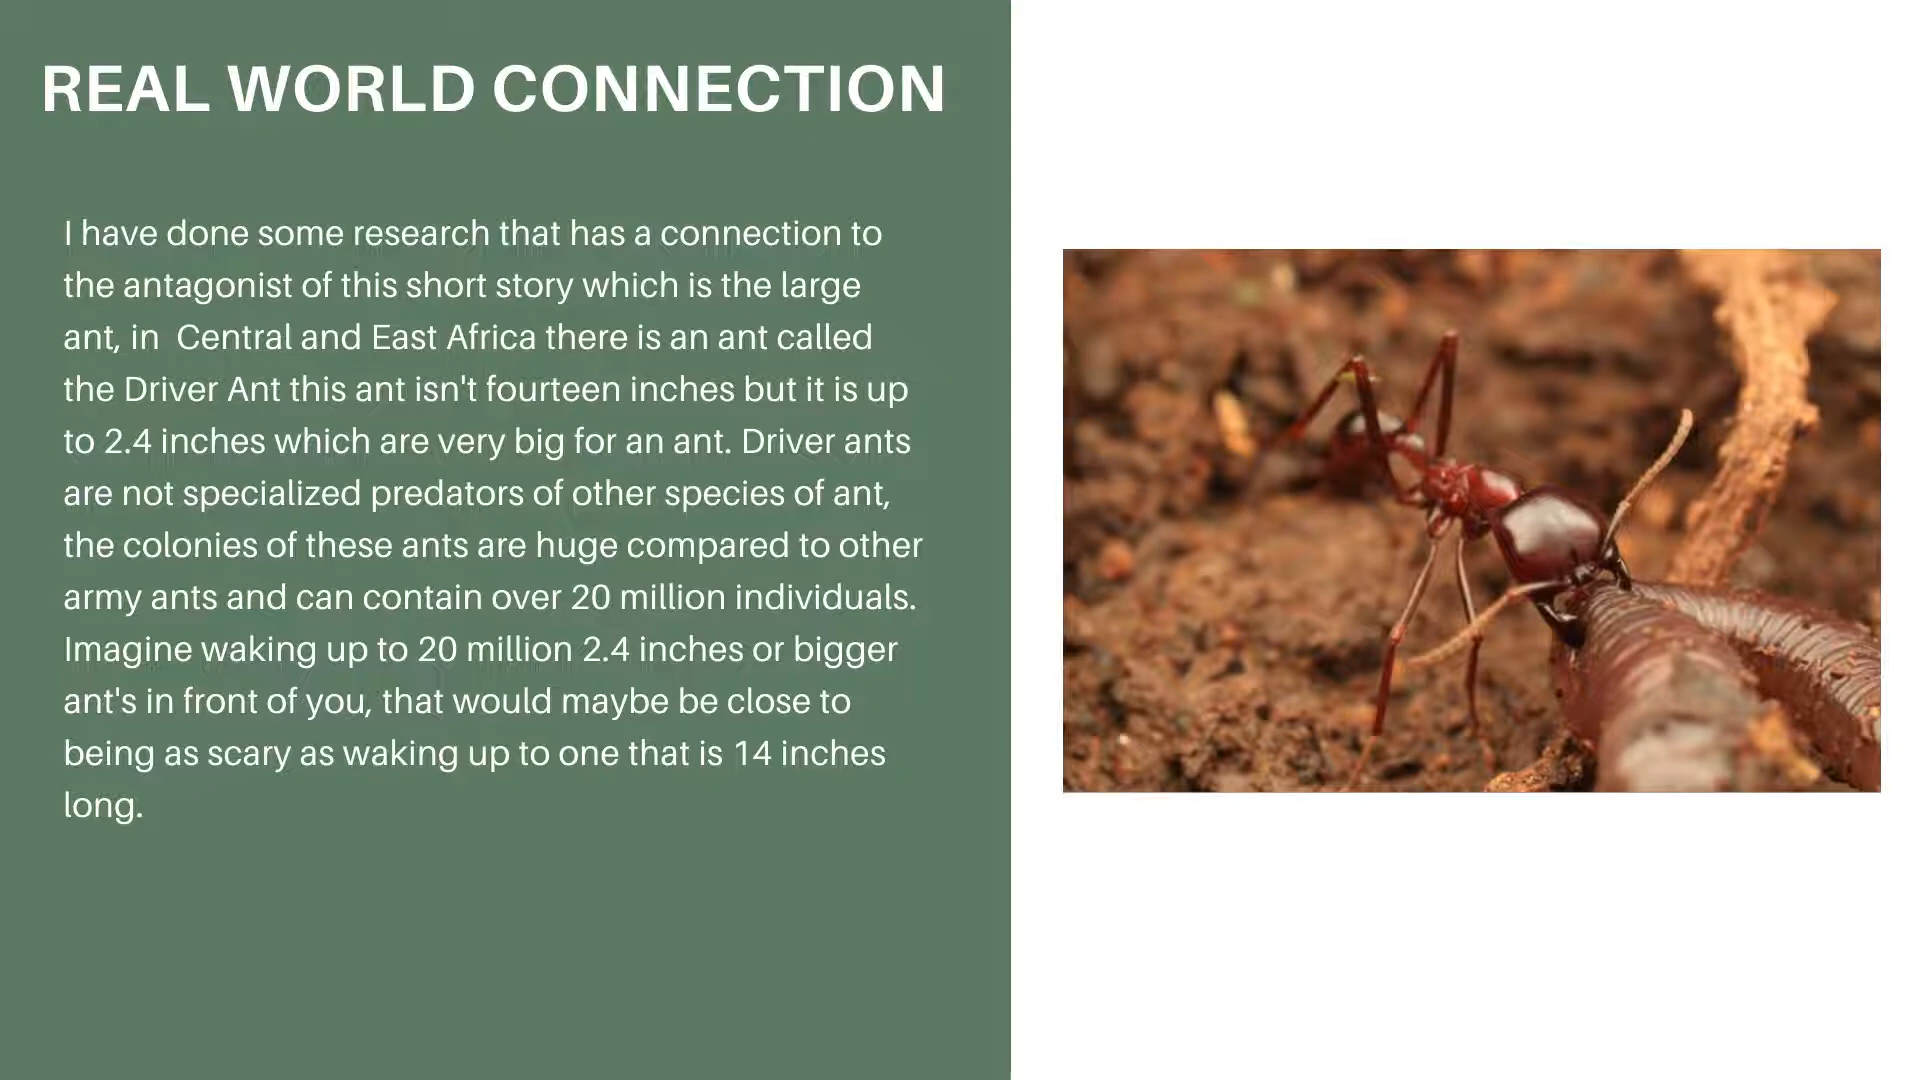 REAL WORLD CONNECTION
I have done some research that has a connection to
the antagonist of this short story which is the large
ant, in  Central and East Africa there is an ant called
the Driver Ant this ant isn't fourteen inches but it is up
to 2.4 inches which are very big for an ant. Driver ants
are not specialized predators of other species of ant,
the colonies of these ants are huge compared to other
army ants and can contain over 20 million individuals.
Imagine waking up to 20 million 2.4 inches or bigger
ant's in front of you, that would maybe be close to
being as scary as waking up to one that is 14 inches
long.